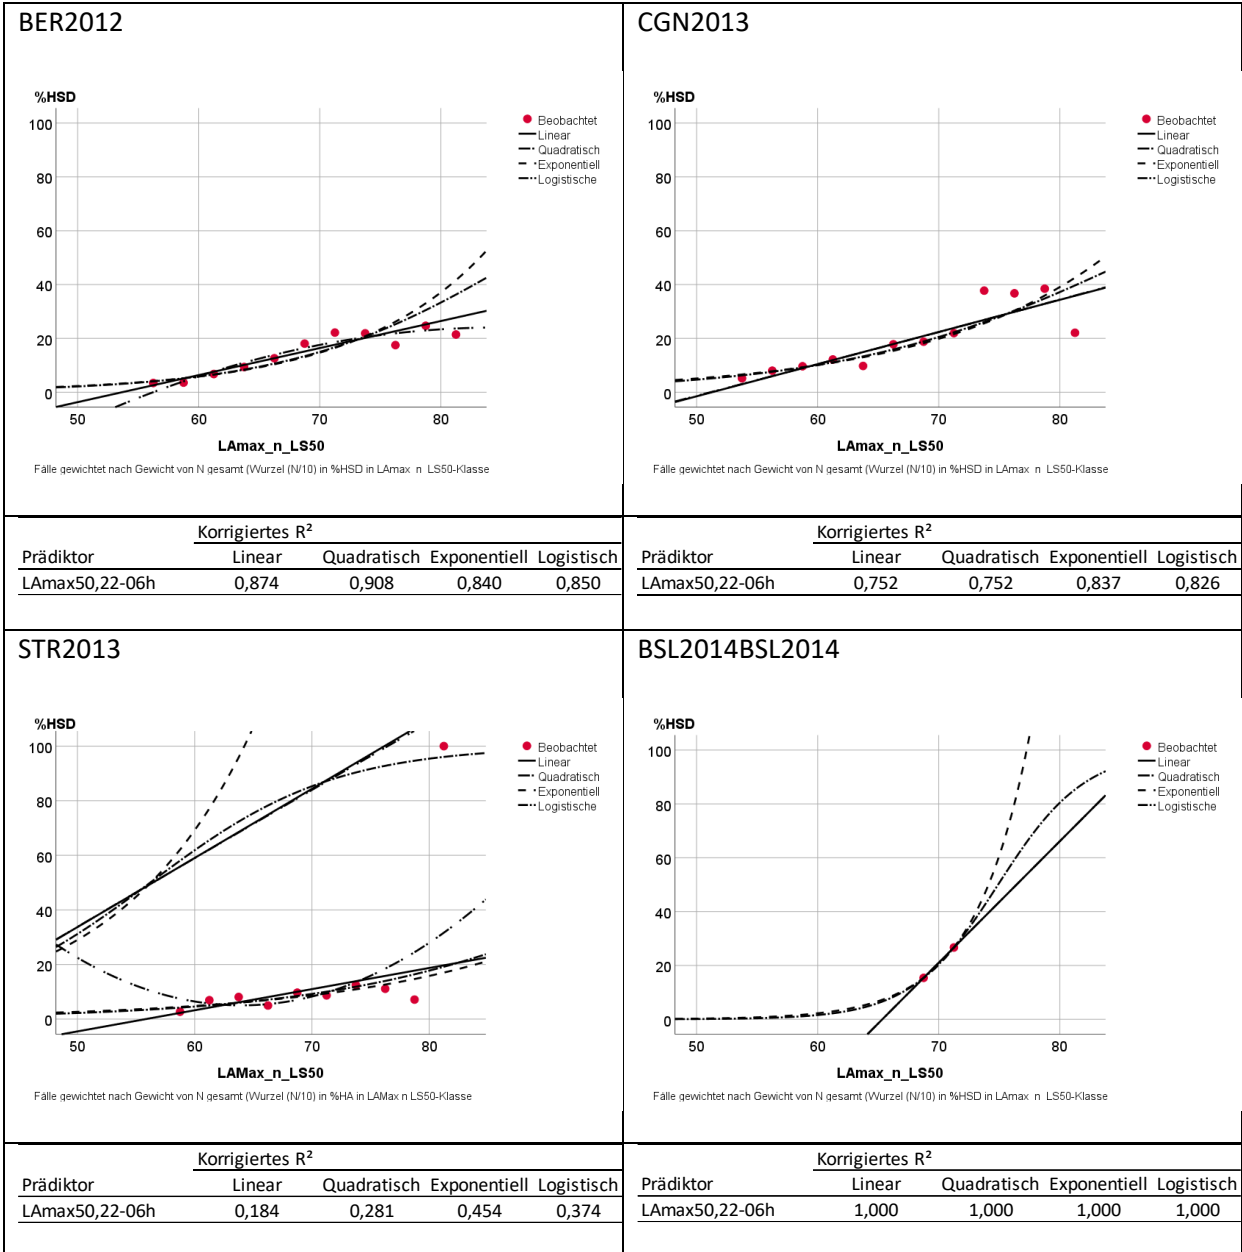 BER2012
%HSD
100
80
60
40
20
0
50 60 70 80
LAmax_n_LS50
Beobachtet
Linear
Quadratisch
Exponentiell
Logistische
Fälle gewichtet nach Gewicht von N gesamt (Wurzel (N/10) in %HSD in LAmax_n_LS50-Klasse
Korrigiertes R²
Prädiktor Linear Quadratisch Exponentiell Logistisch
LAmax50,22-06h 0,874 0,908 0,840 0,850
CGN2013
%HSD
100
80
60
40
20
0
50 60 70 80
LAmax_n_LS50
Beobachtet
Linear
Quadratisch
Exponentiell
Logistische
Fälle gewichtet nach Gewicht von N gesamt (Wurzel (N/10) in %HSD in LAmax_n_LS50-Klasse
Korrigiertes R²
Prädiktor Linear Quadratisch Exponentiell Logistisch
LAmax50,22-06h 0,752 0,752 0,837 0,826
STR2013
%HSD
100
80
60
40
20
0
50 60 70 80
LAMax_n_LS50
Beobachtet
Linear
Quadratisch
Exponentiell
Logistische
Fälle gewichtet nach Gewicht von N gesamt (Wurzel (N/10) in %HA in LAMax n LS50-Klasse
Korrigiertes R²
Prädiktor Linear Quadratisch Exponentiell Logistisch
LAmax50,22-06h 0,184 0,281 0,454 0,374
BSL2014BSL2014
%HSD
100
80
60
40
20
0
50 60 70 80
LAmax_n_LS50
Beobachtet
Linear
Quadratisch
Exponentiell
Logistische
Fälle gewichtet nach Gewicht von N gesamt (Wurzel (N/10) in %HSD in LAmax_n_LS50-Klasse
Korrigiertes R²
Prädiktor Linear Quadratisch Exponentiell Logistisch
LAmax50,22-06h 1,000 1,000 1,000 1,000